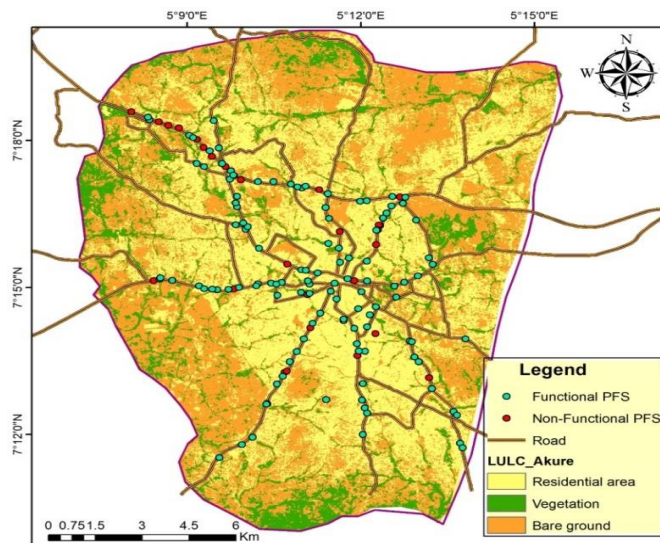 5°9'0"E 5°12'0"E 5°15'0"E
N
W E
S
7°18'0"N
7°15'0"N
7°12'0"N
Legend
Functional PFS
Non-Functional PFS
Road
LULC_Akure
Residential area
Vegetation
Bare ground
0 0.75 1.5 3 4.5 6
Km